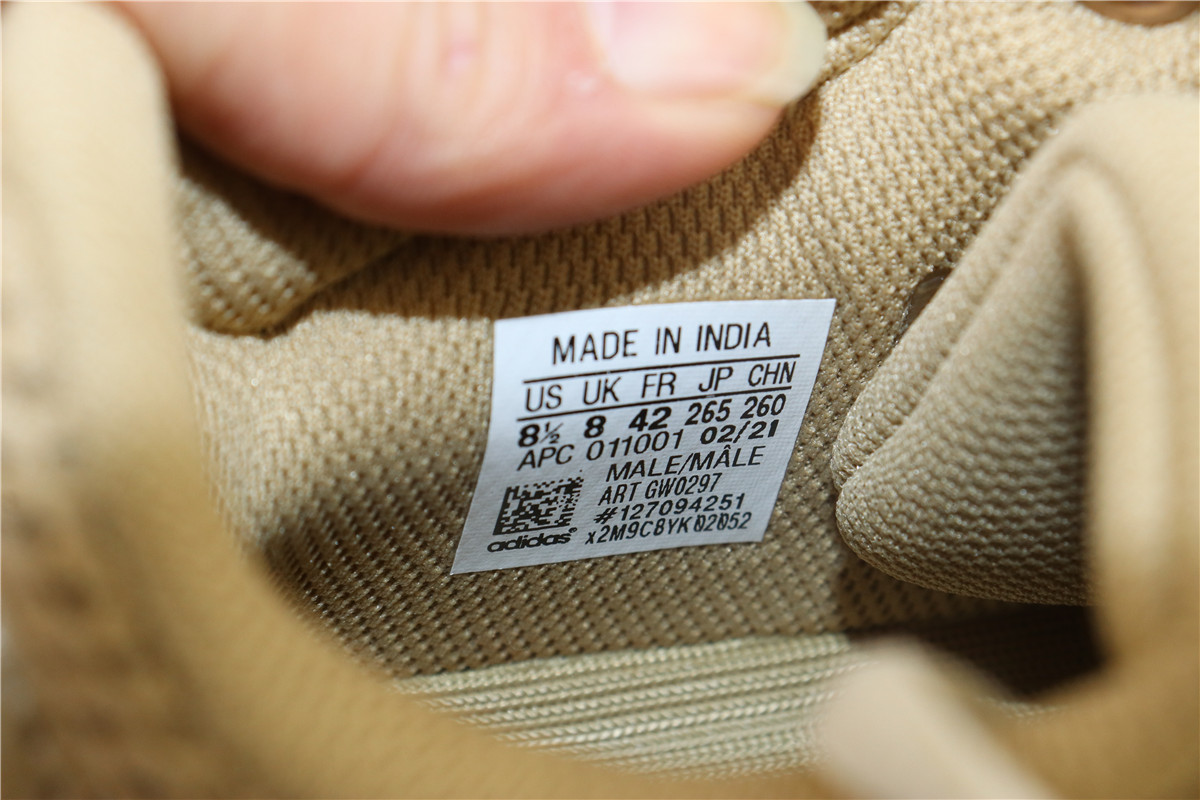 MADE IN INDIA
US UK FR JP CHN
8½ 8 42 265 260
APC 011001 02/21
MALE/MÂLE
ART GW0297
#127094251
adidas® x2M9C8YK02052